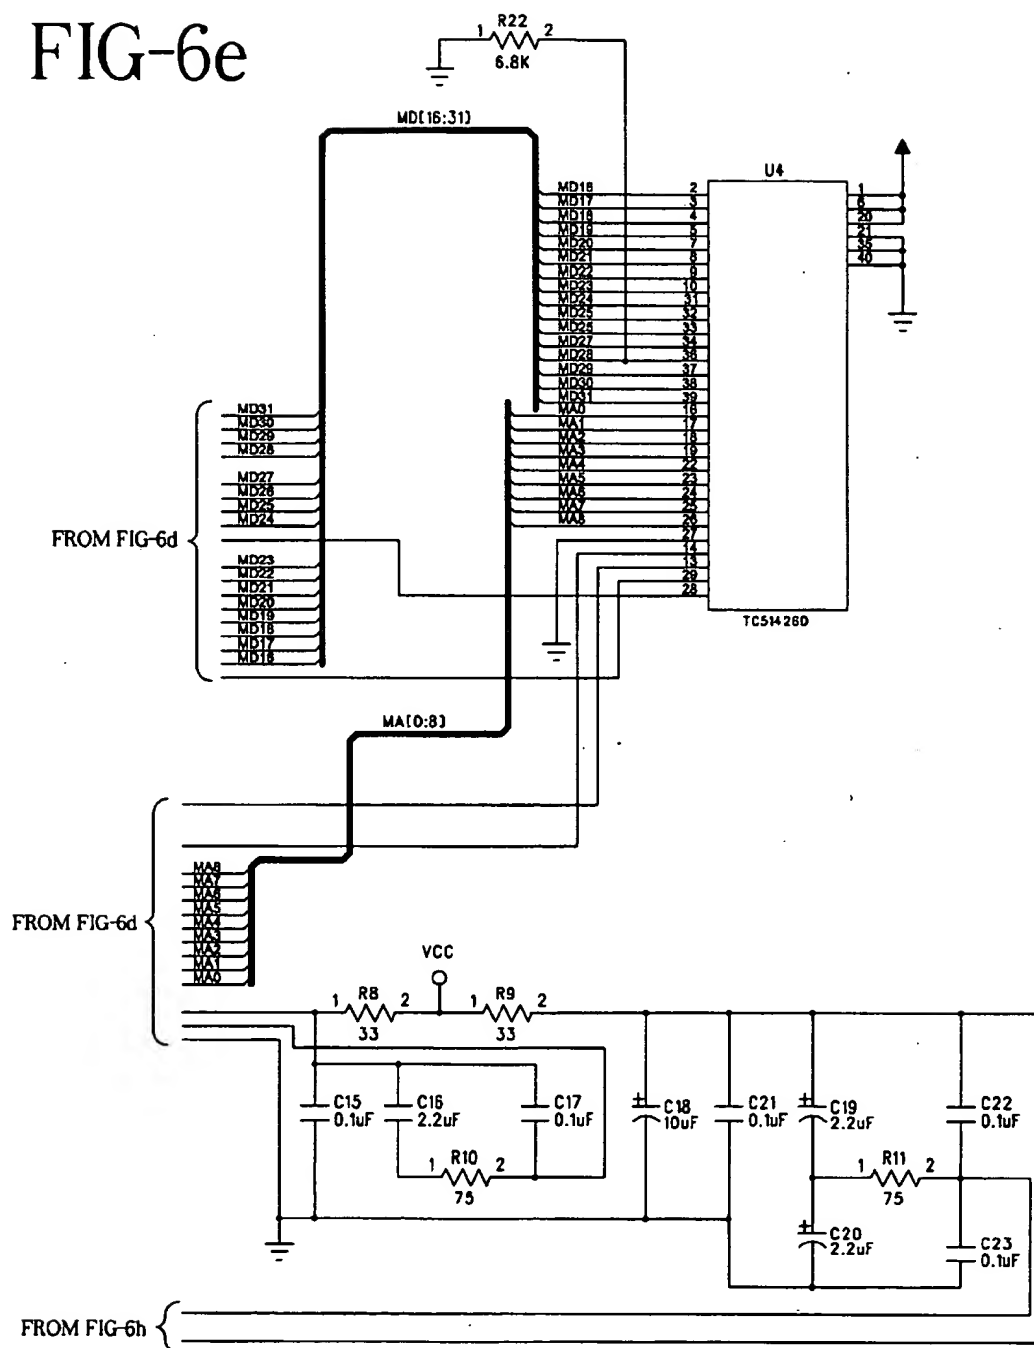 FIG-6e
R22
1 2
6.8K
MD[16:31]
U4
MD16 2
MD17 3
MD18 4
MD19 5
MD20 7
MD21 8
MD22 9
MD23 10
MD24 31
MD25 32
MD26 33
MD27 34
MD28 36
MD29 37
MD30 38
MD31 39
MA0 16
MA1 17
MA2 18
MA3 19
MA4 22
MA5 23
MA6 24
MA7 25
MA8 26
27
14
13
29
28
1
6
20
21
35
40
TC514260
MD31
MD30
MD29
MD28
MD27
MD26
MD25
MD24
FROM FIG-6d
MD23
MD22
MD21
MD20
MD19
MD18
MD17
MD16
MA[0:8]
MA8
MA7
MA6
MA5
FROM FIG-6d
MA4
MA3
MA2
MA1
MA0
VCC
1 R8 2
33
1 R9 2
33
C15
0.1uF
C16
2.2uF
C17
0.1uF
C18
10uF
C21
0.1uF
C19
2.2uF
C22
0.1uF
1 R10 2
75
1 R11 2
75
C20
2.2uF
C23
0.1uF
FROM FIG-6h